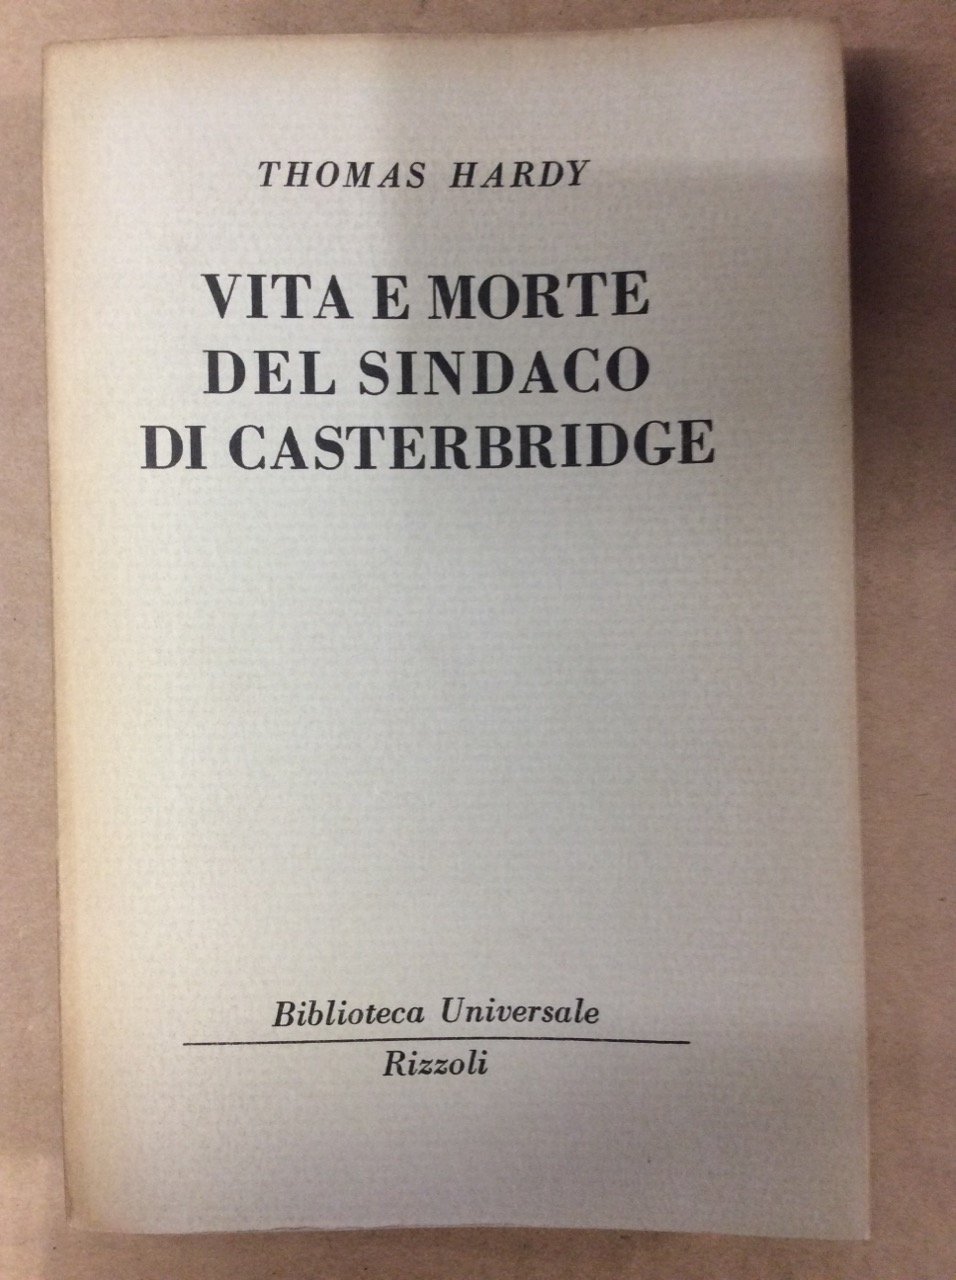 THOMAS HARDY
VITA E MORTE
DEL SINDACO
DI CASTERBRIDGE
Biblioteca Universale
Rizzoli